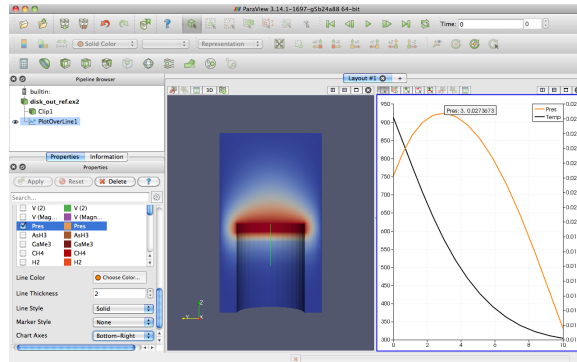 ParaView 3.14.1-1697-g5b24a88 64-bit
Time: 0
0
Solid Color
Representation
Pipeline Browser
builtin:
disk_out_ref.ex2
Clip1
PlotOverLine1
Properties
Information
Properties
Apply
Reset
Delete
?
Search...
V (2)
V (2)
V (Mag...
V (Magn...
Pres
Pres
AsH3
AsH3
GaMe3
GaMe3
CH4
CH4
H2
H2
Line Color
Choose Color...
Line Thickness
2
Line Style
Solid
Marker Style
None
Chart Axes
Bottom-Right
3D
Z
Y
X
Layout #1
+
Pres: 3, 0.0273673
Pres
Temp
950
900
850
800
750
700
650
600
550
500
450
400
350
300
0
2
4
6
8
10